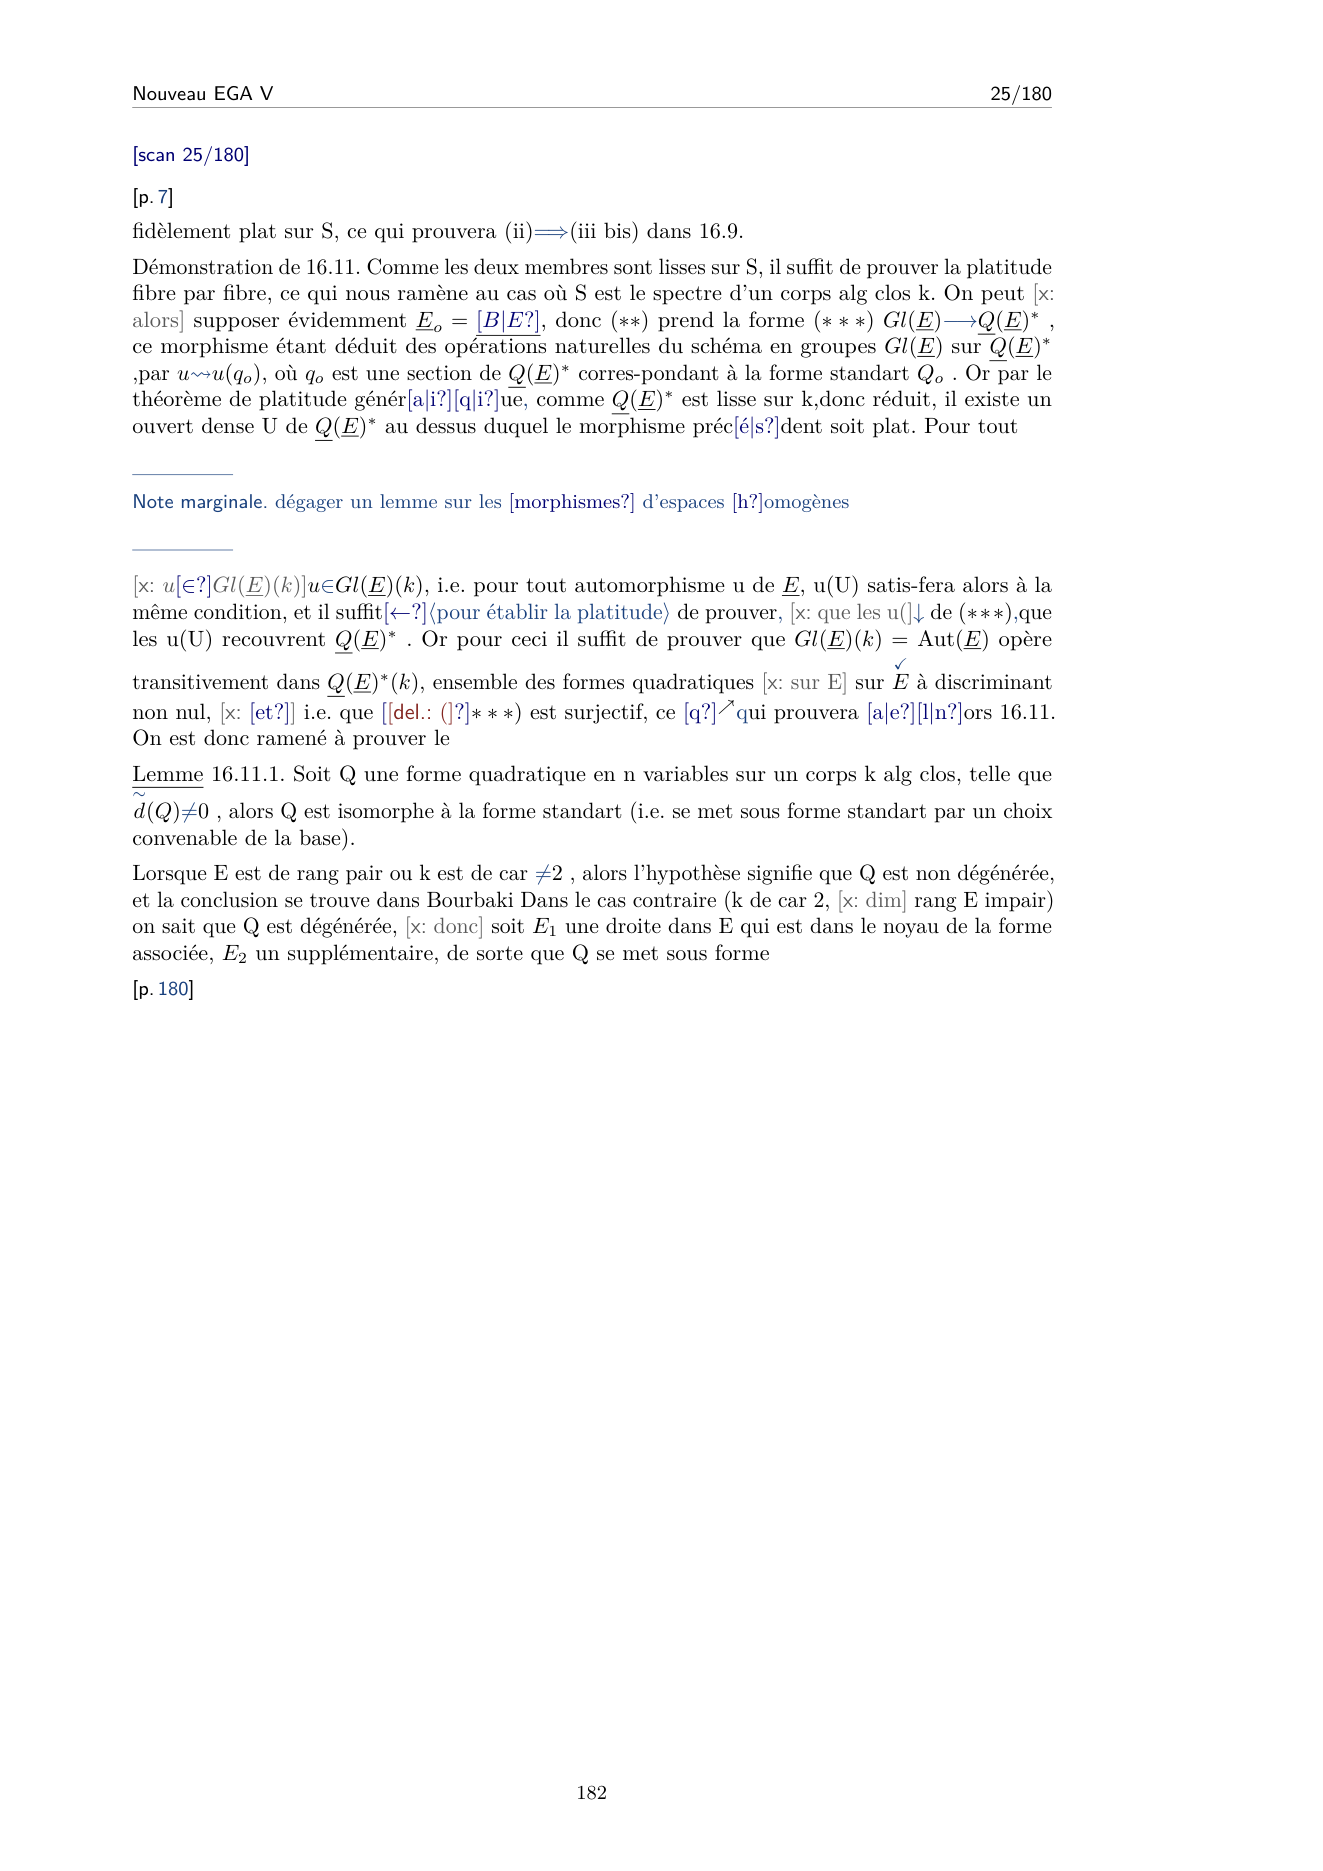 Nouveau EGA V 25/180
[scan 25/180]
[p. 7]
fidèlement plat sur S, ce qui prouvera (ii)⟹(iii bis) dans 16.9.
Démonstration de 16.11. Comme les deux membres sont lisses sur S, il suffit de prouver la platitude
fibre par fibre, ce qui nous ramène au cas où S est le spectre d'un corps alg clos k. On peut [x:
alors] supposer évidemment E_o = [B|E?], donc (∗∗) prend la forme (∗ ∗ ∗) Gl(E)⟶Q(E)* ,
ce morphisme étant déduit des opérations naturelles du schéma en groupes Gl(E) sur Q(E)*
,par u⇝u(q_o), où q_o est une section de Q(E)* corres-pondant à la forme standart Q_o . Or par le
théorème de platitude génér[a|i?][q|i?]ue, comme Q(E)* est lisse sur k,donc réduit, il existe un
ouvert dense U de Q(E)* au dessus duquel le morphisme préc[é|s?]dent soit plat. Pour tout
Note marginale. dégager un lemme sur les [morphismes?] d'espaces [h?]omogènes
[x: u[∈?]Gl(E)(k)]u∈Gl(E)(k), i.e. pour tout automorphisme u de E, u(U) satis-fera alors à la
même condition, et il suffit[←?]⟨pour établir la platitude⟩ de prouver, [x: que les u(]↓ de (∗∗∗),que
les u(U) recouvrent Q(E)* . Or pour ceci il suffit de prouver que Gl(E)(k) = Aut(E) opère
transitivement dans Q(E)*(k), ensemble des formes quadratiques [x: sur E] sur E✓ à discriminant
non nul, [x: [et?]] i.e. que [[del.: (]?]∗ ∗ ∗) est surjectif, ce [q?]↗qui prouvera [a|e?][l|n?]ors 16.11.
On est donc ramené à prouver le
Lemme 16.11.1. Soit Q une forme quadratique en n variables sur un corps k alg clos, telle que
d̃(Q)≠0 , alors Q est isomorphe à la forme standart (i.e. se met sous forme standart par un choix
convenable de la base).
Lorsque E est de rang pair ou k est de car ≠2 , alors l'hypothèse signifie que Q est non dégénérée,
et la conclusion se trouve dans Bourbaki Dans le cas contraire (k de car 2, [x: dim] rang E impair)
on sait que Q est dégénérée, [x: donc] soit E₁ une droite dans E qui est dans le noyau de la forme
associée, E₂ un supplémentaire, de sorte que Q se met sous forme
[p. 180]
182